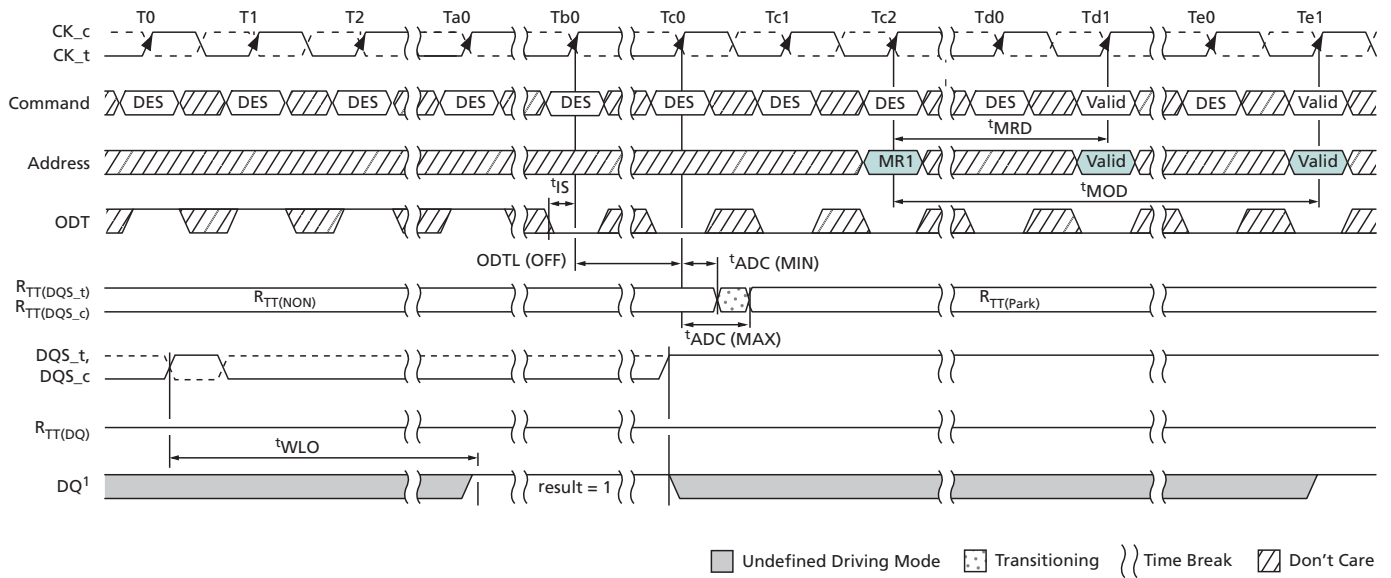 T0 T1 T2 Ta0 Tb0 Tc0 Tc1 Tc2 Td0 Td1 Te0 Te1
CK_c
CK_t
Command DES DES DES DES DES DES DES DES DES Valid DES Valid
tMRD
Address MR1 Valid Valid
tIS tMOD
ODT
ODTL (OFF) tADC (MIN)
RTT(DQS_t)
RTT(NON) RTT(Park)
RTT(DQS_c)
tADC (MAX)
DQS_t,
DQS_c
RTT(DQ)
tWLO
DQ1 result = 1
Undefined Driving Mode Transitioning Time Break Don't Care